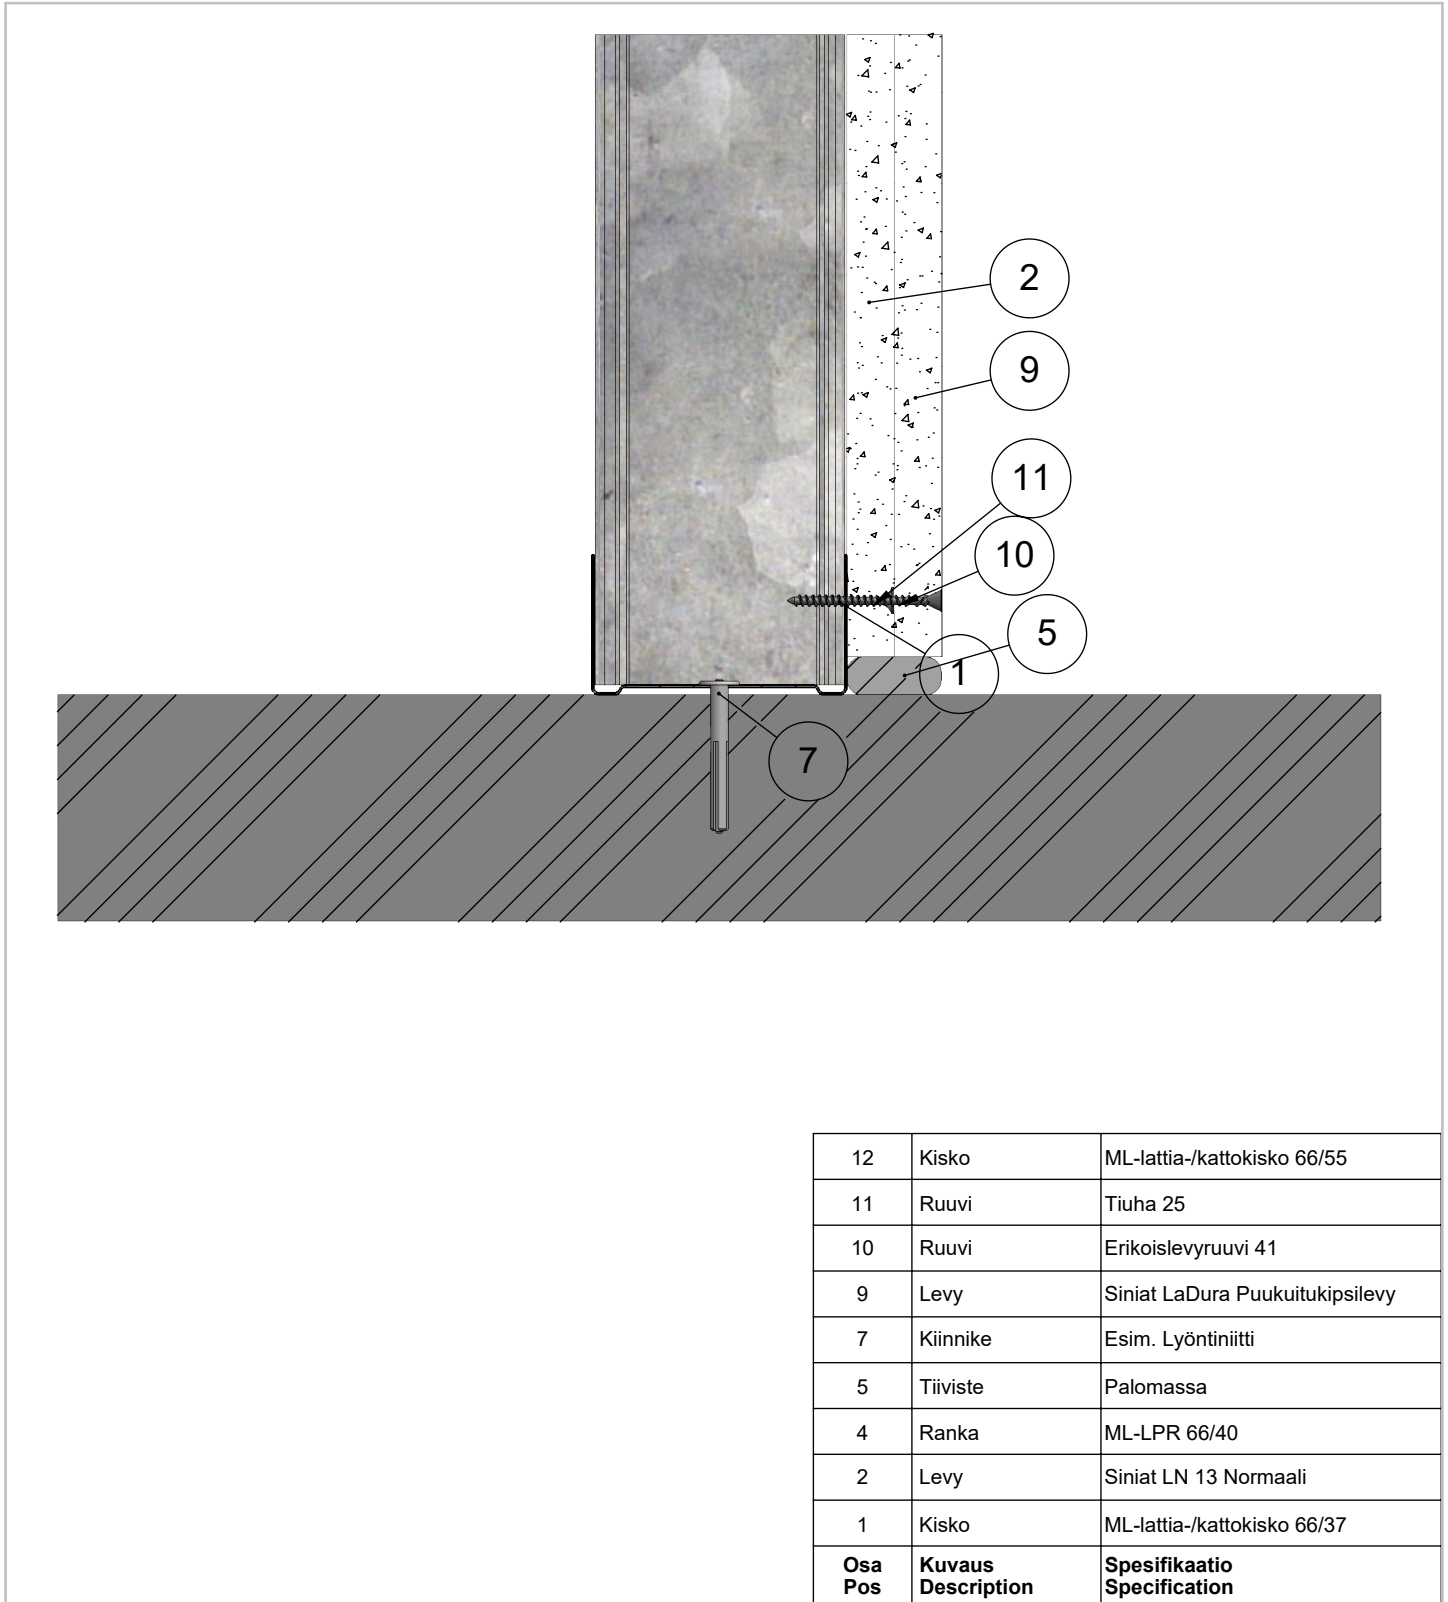 2
9
11
10
5
1
7
12 Kisko ML-lattia-/kattokisko 66/55
11 Ruuvi Tiuha 25
10 Ruuvi Erikoislevyruuvi 41
9 Levy Siniat LaDura Puukuitukipsilevy
7 Kiinnike Esim. Lyöntiniitti
5 Tiiviste Palomassa
4 Ranka ML-LPR 66/40
2 Levy Siniat LN 13 Normaali
1 Kisko ML-lattia-/kattokisko 66/37
Osa Kuvaus Spesifikaatio
Pos Description Specification